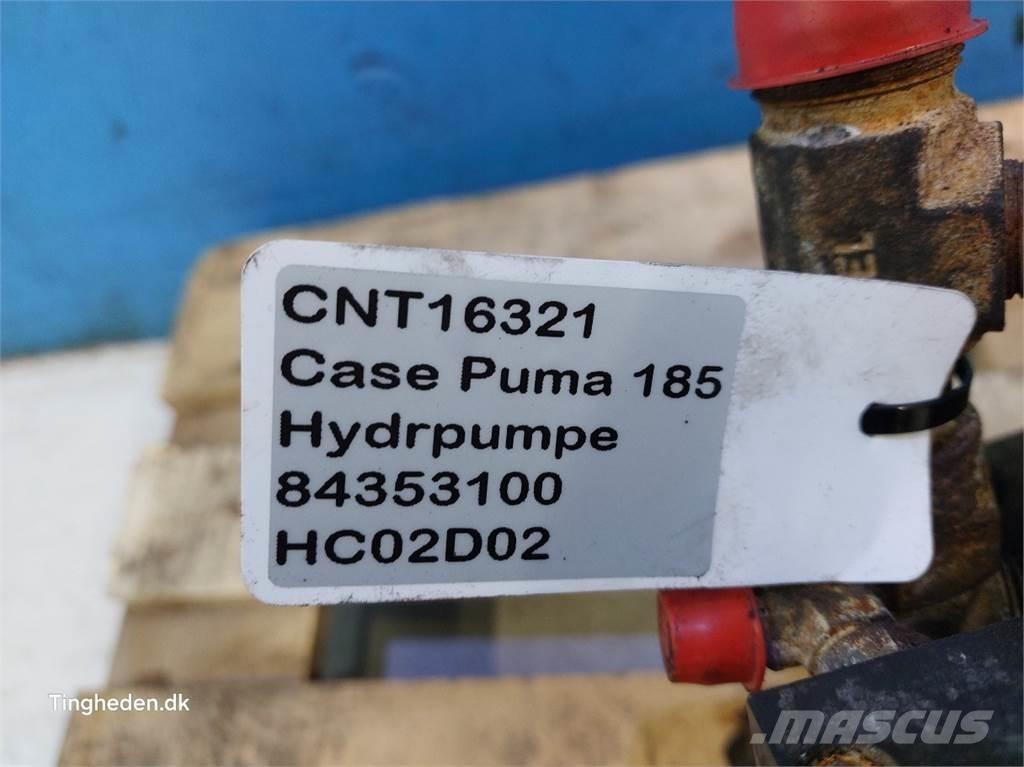 CNT16321
Case Puma 185
Hydrpumpe
84353100
HC02D02
Tingheden.dk
MASCUS